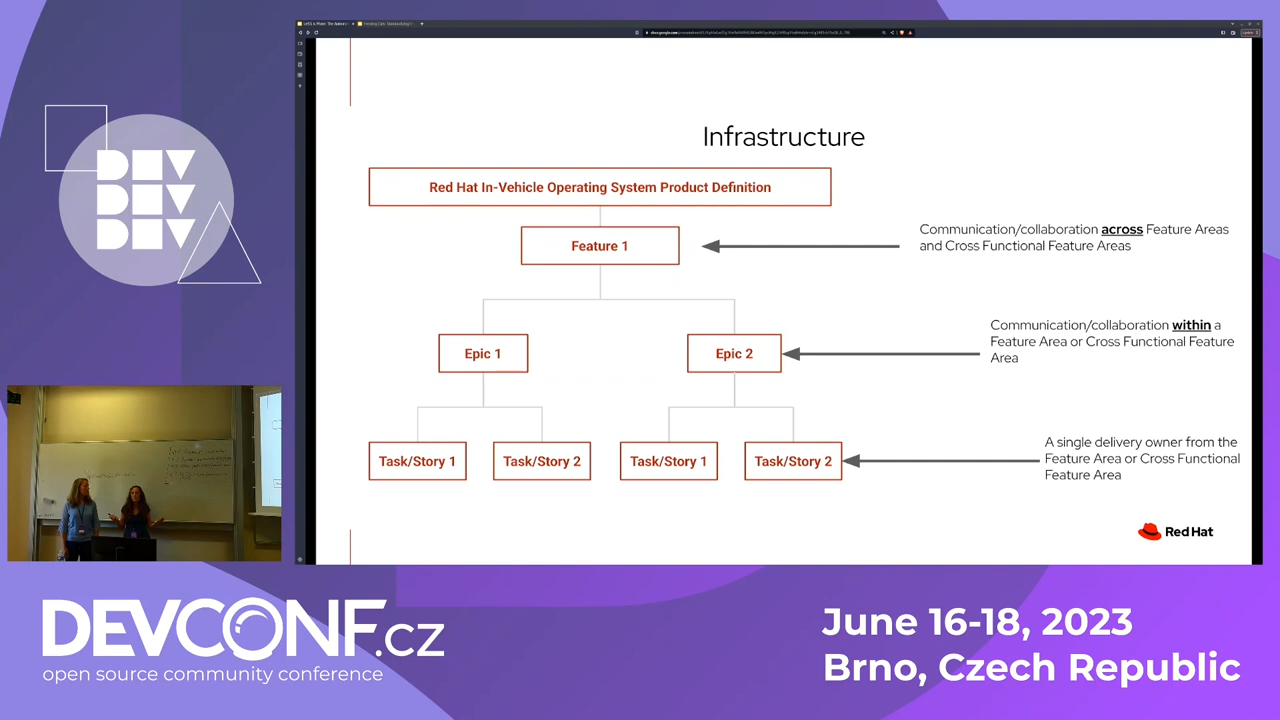 DEV
DEV
DEV
Infrastructure
Red Hat In-Vehicle Operating System Product Definition
Feature 1
Communication/collaboration across Feature Areas
and Cross Functional Feature Areas
Epic 1
Epic 2
Communication/collaboration within a
Feature Area or Cross Functional Feature
Area
Task/Story 1
Task/Story 2
Task/Story 1
Task/Story 2
A single delivery owner from the
Feature Area or Cross Functional
Feature Area
Red Hat
DEVCONF.cz
open source community conference
June 16-18, 2023
Brno, Czech Republic